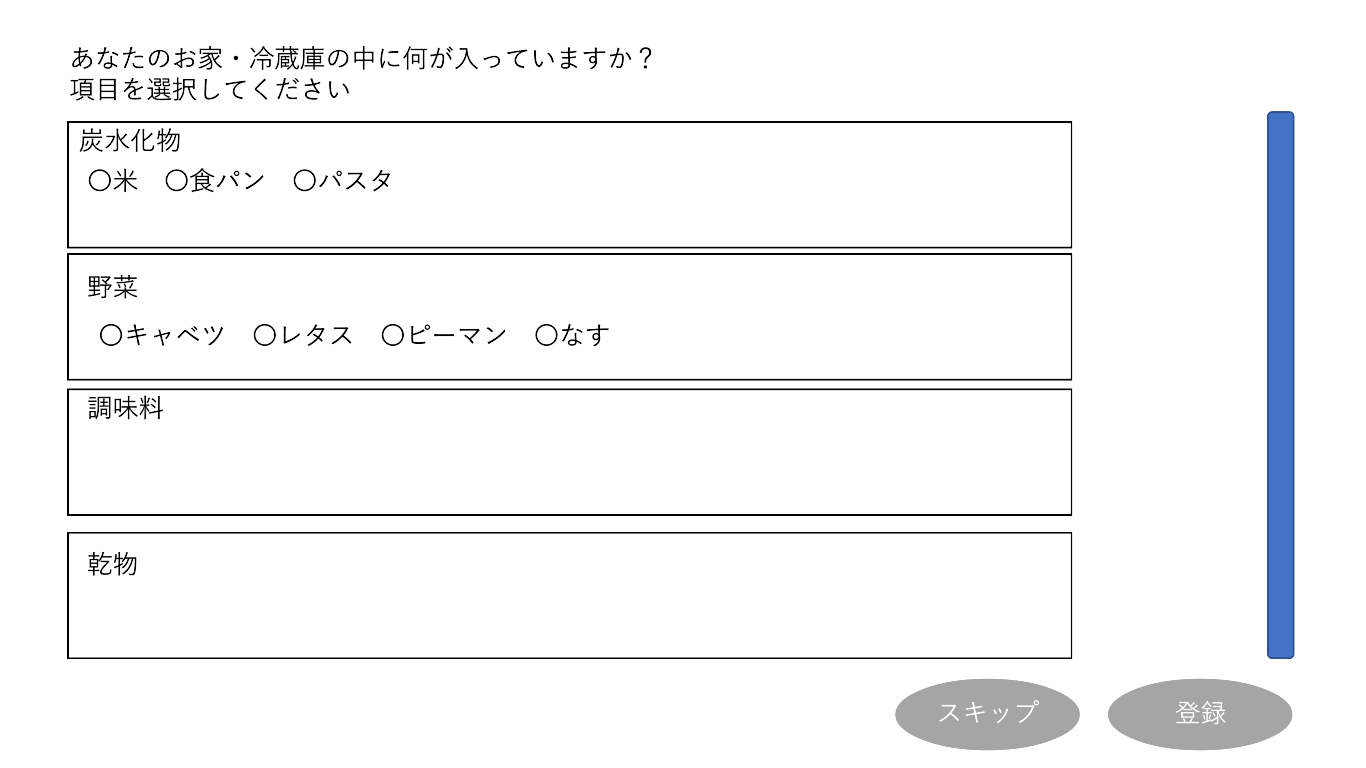 あなたのお家・冷蔵庫の中に何が入っていますか？
項目を選択してください
炭水化物
〇米　〇食パン　〇パスタ
野菜
〇キャベツ　〇レタス　〇ピーマン　〇なす
調味料
乾物
スキップ
登録